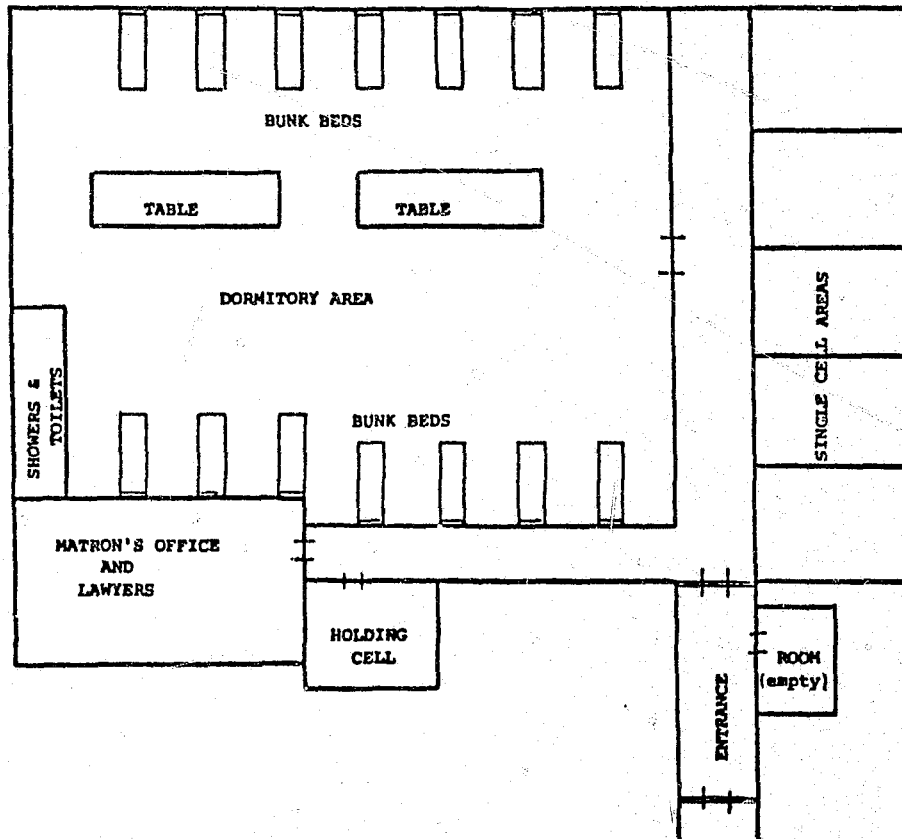 BUNK BEDS
TABLE
TABLE
DORMITORY AREA
SINGLE CELL AREAS
SHOWERS &
TOILETS
BUNK BEDS
MATRON'S OFFICE
AND
LAWYERS
HOLDING
CELL
ENTRANCE
ROOM
(empty)